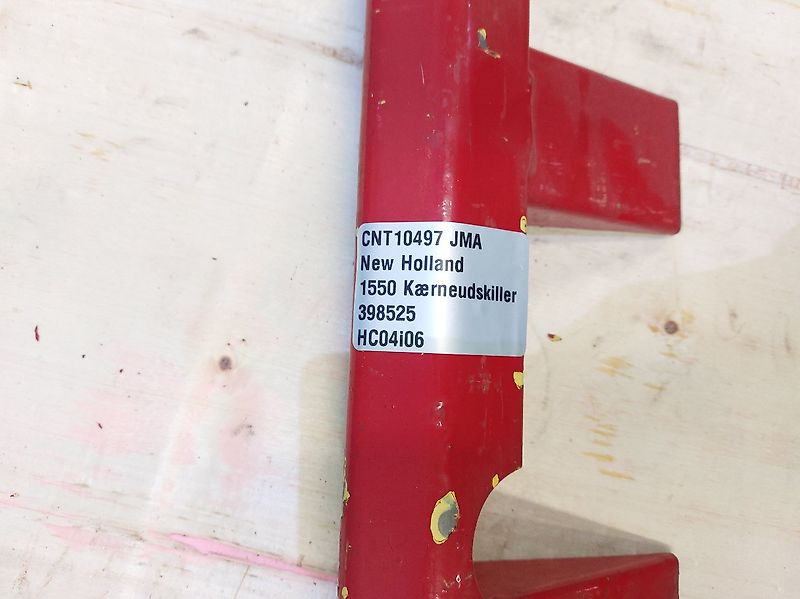 CNT10497 JMA
New Holland
1550 Kærneudskiller
398525
HC04i06